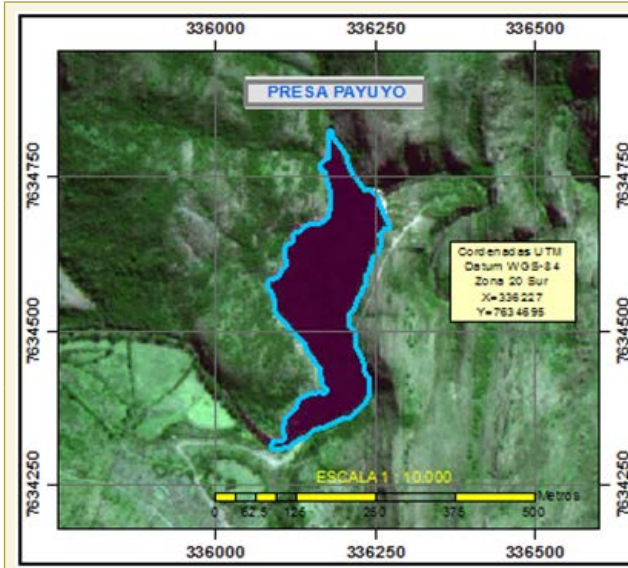 336000 336250 336500
PRESA PAYUYO
7634750 7634750
Cordenadas UTM
Datum WGS-84
Zona 20 Sur
X=336227
Y=7634695
7634500 7634500
ESCALA 1 : 10.000
7634250 7634250
Metros
0 62.5 125 250 375 500
336000 336250 336500